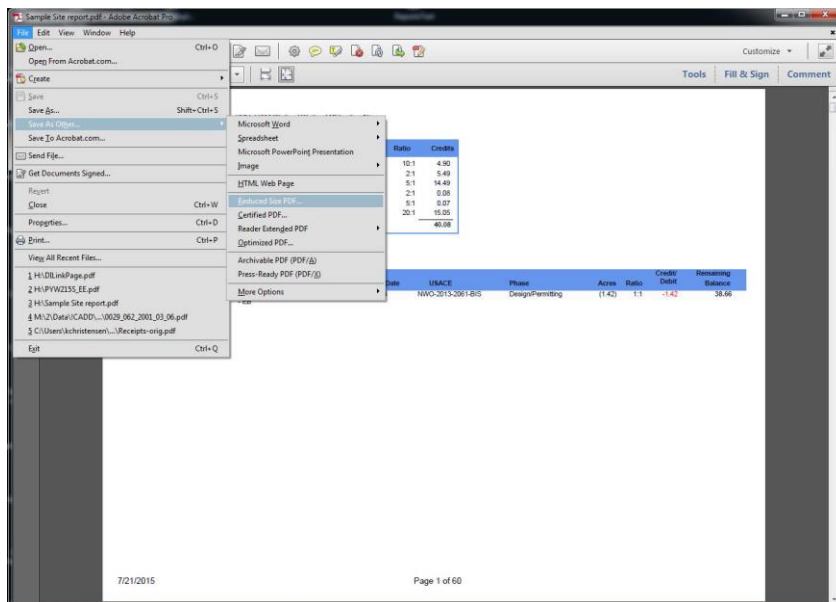 Sample Site report.pdf - Adobe Acrobat Pro
File Edit View Window Help
Open... Ctrl+O
Open From Acrobat.com...
Create
Save Ctrl+S
Save As... Shift+Ctrl+S
Save As Other...
Save To Acrobat.com...
Send File...
Get Documents Signed...
Revert
Close Ctrl+W
Properties... Ctrl+D
Print... Ctrl+P
View All Recent Files...
1 H:\DILinkPage.pdf
2 H:\PYW2155_EE.pdf
3 H:\Sample Site report.pdf
4 M:\2\Data\!CADD\...\0029_062_2001_03_06.pdf
5 C:\Users\kchristensen\...\Receipts-orig.pdf
Exit Ctrl+Q
Microsoft Word
Spreadsheet
Microsoft PowerPoint Presentation
Image
HTML Web Page
Reduced Size PDF...
Certified PDF...
Reader Extended PDF
Optimized PDF...
Archivable PDF (PDF/A)
Press-Ready PDF (PDF/X)
More Options
Customize
Tools Fill & Sign Comment
Ratio Credits
10:1 4.90
2:1 5.49
5:1 14.49
2:1 0.08
5:1 0.07
20:1 15.05
40.08
Date USACE Phase Acres Ratio Credit/ Debit Remaining Balance
NWO-2013-2061-BIS Design/Permitting (1.42) 1:1 -1.42 38.66
- EB
7/21/2015 Page 1 of 60